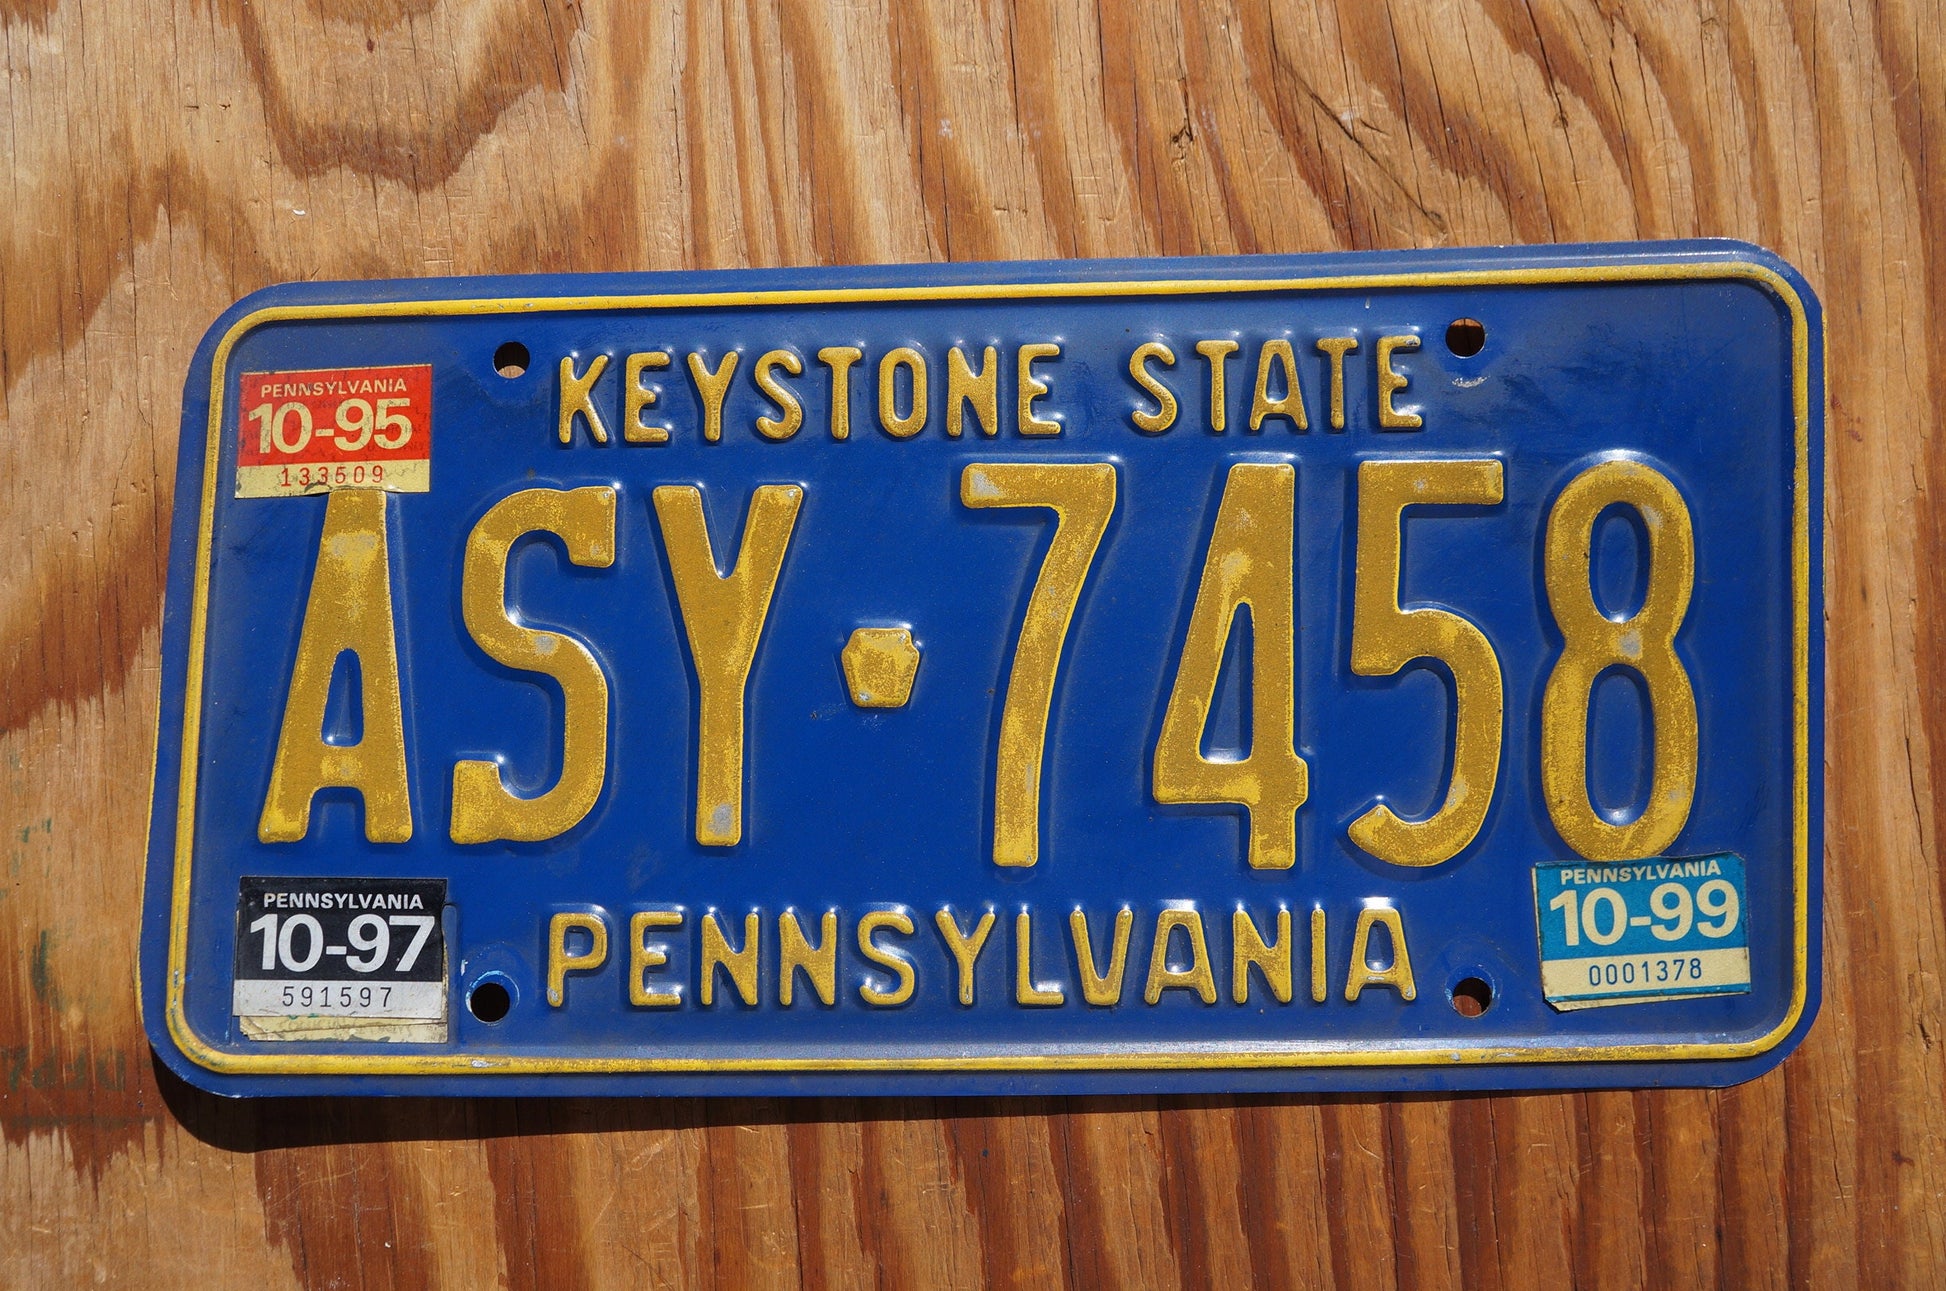 KEYSTONE STATE
PENNSYLVANIA
10-95
133509
ASY 7458
PENNSYLVANIA
10-97
591597
PENNSYLVANIA
PENNSYLVANIA
10-99
0001378